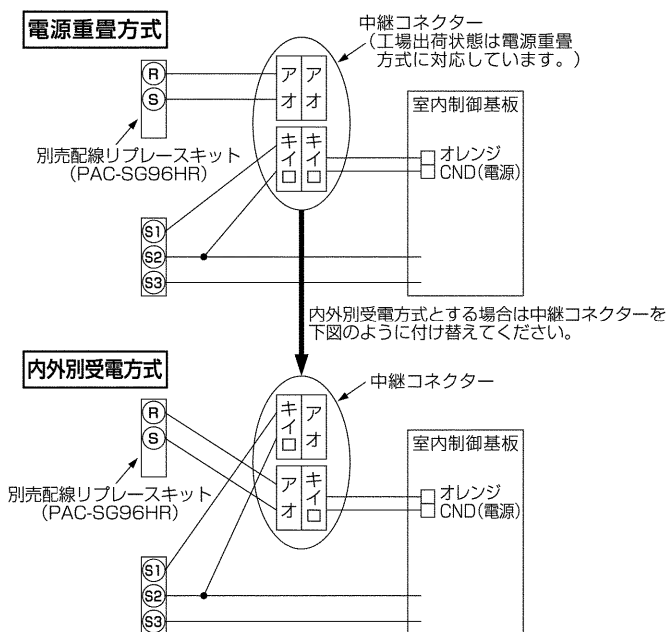 電源重畳方式
中継コネクター
（工場出荷状態は電源重畳
方式に対応しています。）
R
S
アオ
アオ
キイロ
キイロ
別売配線リプレースキット
（PAC-SG96HR）
室内制御基板
オレンジ
CND（電源）
S1
S2
S3
内外別受電方式とする場合は中継コネクターを
下図のように付け替えてください。
内外別受電方式
中継コネクター
R
S
キイロ
アオ
アオ
キイロ
別売配線リプレースキット
（PAC-SG96HR）
室内制御基板
オレンジ
CND（電源）
S1
S2
S3